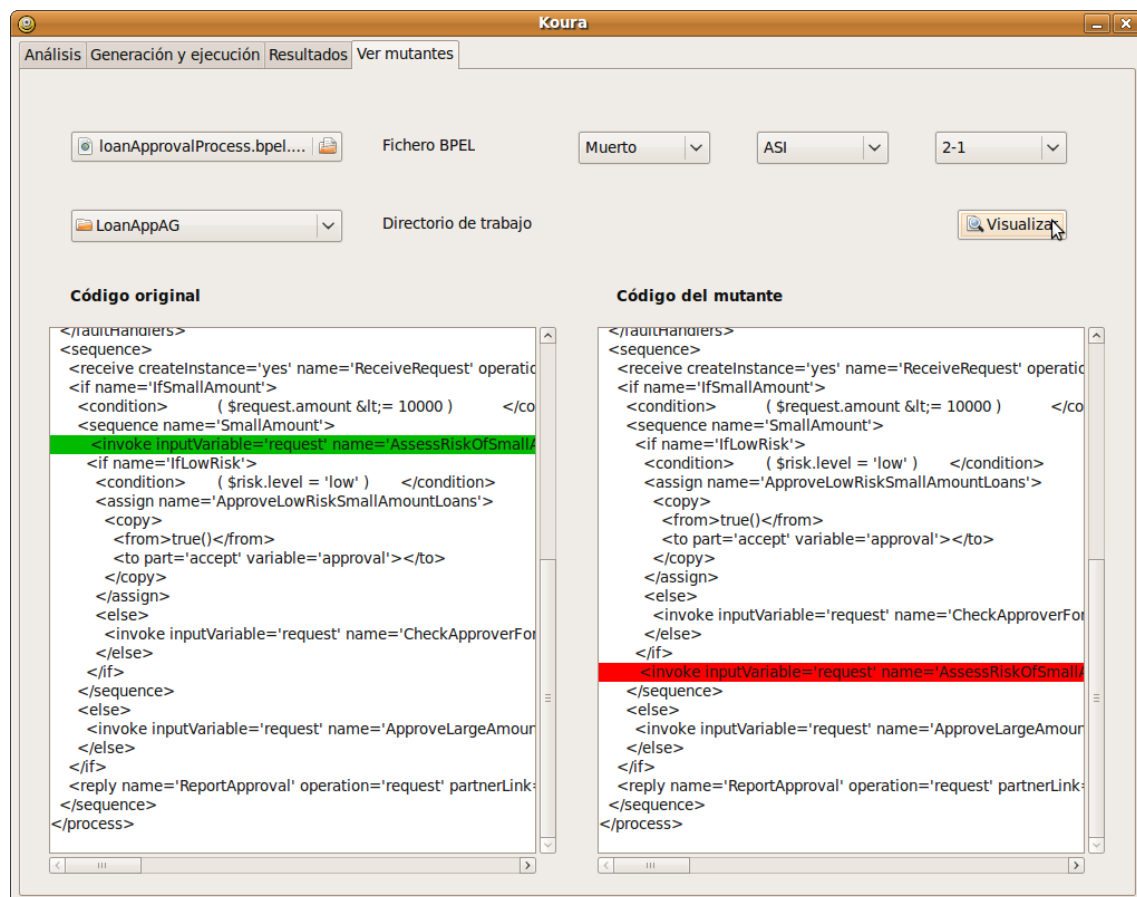 Koura
Análisis Generación y ejecución Resultados Ver mutantes
loanApprovalProcess.bpel.... Fichero BPEL Muerto ASI 2-1
LoanAppAG Directorio de trabajo Visualizar
Código original
</faultHandlers>
<sequence>
<receive createInstance='yes' name='ReceiveRequest' operatio
<if name='IfSmallAmount'>
<condition> ( $request.amount &lt;= 10000 ) </co
<sequence name='SmallAmount'>
<invoke inputVariable='request' name='AssessRiskOfSmallA
<if name='IfLowRisk'>
<condition> ( $risk.level = 'low' ) </condition>
<assign name='ApproveLowRiskSmallAmountLoans'>
<copy>
<from>true()</from>
<to part='accept' variable='approval'></to>
</copy>
</assign>
<else>
<invoke inputVariable='request' name='CheckApproverFor
</else>
</if>
</sequence>
<else>
<invoke inputVariable='request' name='ApproveLargeAmoun
</else>
</if>
<reply name='ReportApproval' operation='request' partnerLink=
</sequence>
</process>
Código del mutante
</faultHandlers>
<sequence>
<receive createInstance='yes' name='ReceiveRequest' operatio
<if name='IfSmallAmount'>
<condition> ( $request.amount &lt;= 10000 ) </co
<sequence name='SmallAmount'>
<if name='IfLowRisk'>
<condition> ( $risk.level = 'low' ) </condition>
<assign name='ApproveLowRiskSmallAmountLoans'>
<copy>
<from>true()</from>
<to part='accept' variable='approval'></to>
</copy>
</assign>
<else>
<invoke inputVariable='request' name='CheckApproverFor
</else>
</if>
<invoke inputVariable='request' name='AssessRiskOfSmallA
</sequence>
<else>
<invoke inputVariable='request' name='ApproveLargeAmoun
</else>
</if>
<reply name='ReportApproval' operation='request' partnerLink=
</sequence>
</process>